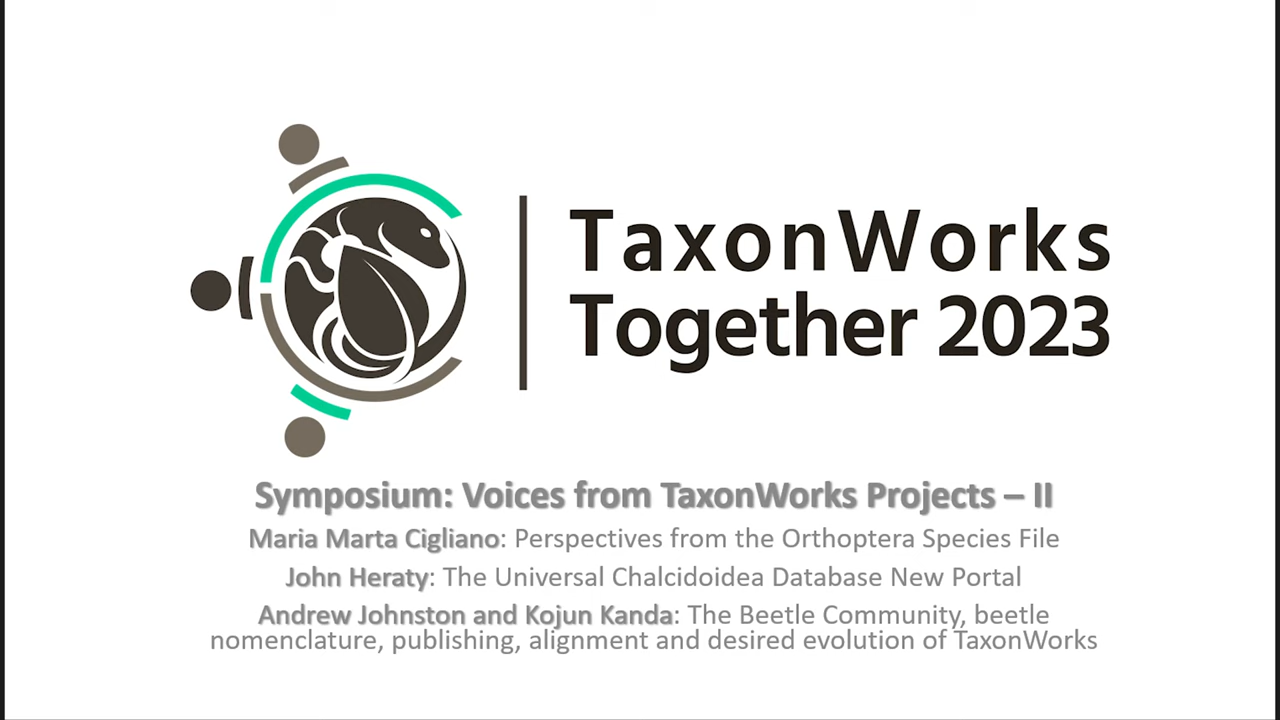 TaxonWorks
Together 2023
Symposium: Voices from TaxonWorks Projects – II
Maria Marta Cigliano: Perspectives from the Orthoptera Species File
John Heraty: The Universal Chalcidoidea Database New Portal
Andrew Johnston and Kojun Kanda: The Beetle Community, beetle
nomenclature, publishing, alignment and desired evolution of TaxonWorks